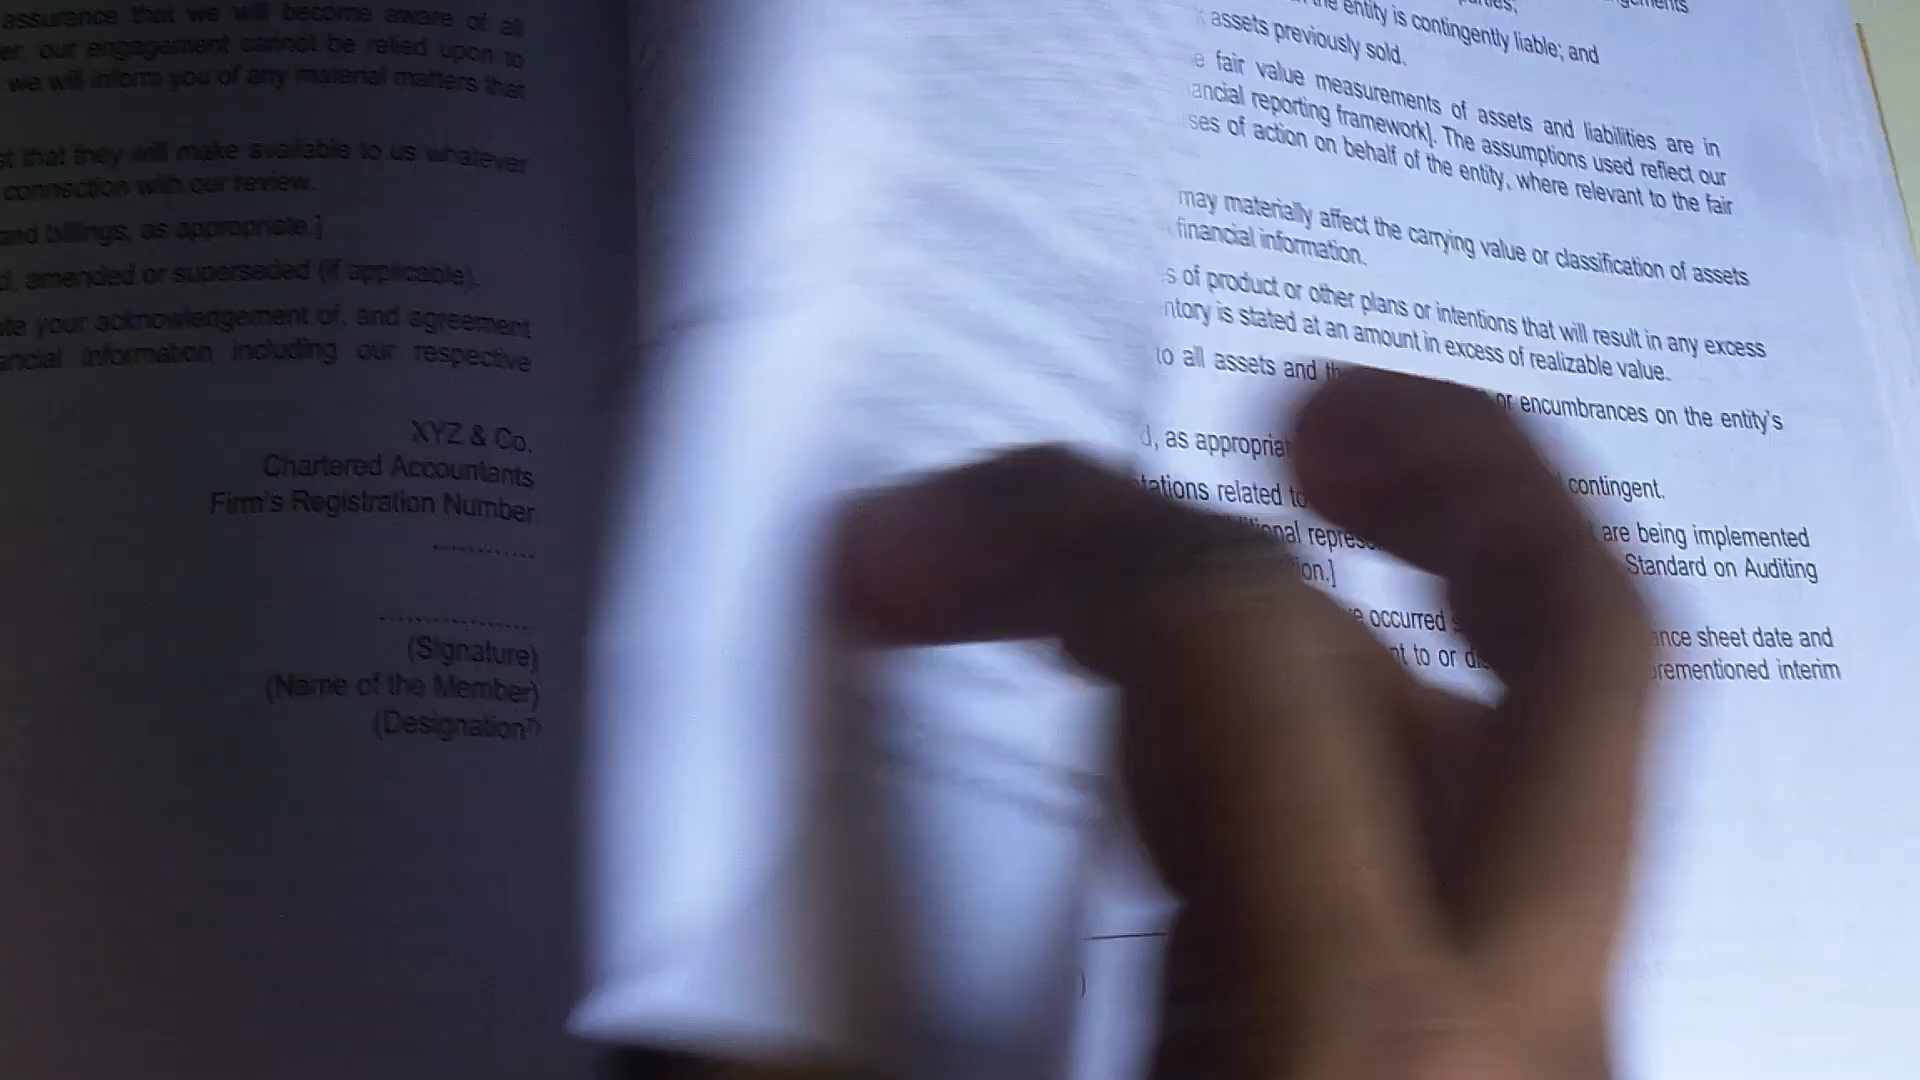 assurance that we will become aware of all
er, our engagement cannot be relied upon to
we will inform you of any material matters that
st that they will make available to us whatever
connection with our review.
and billings, as appropriate.]
d, amended or superseded (if applicable).
te your acknowledgement of, and agreement
ancial information including our respective
XYZ & Co.
Chartered Accountants
Firm's Registration Number
.............
....................
(Signature)
(Name of the Member)
(Designation
the entity is contingently liable; and
assets previously sold.
e fair value measurements of assets and liabilities are in
ancial reporting framework]. The assumptions used reflect our
ses of action on behalf of the entity, where relevant to the fair
may materially affect the carrying value or classification of assets
financial information.
s of product or other plans or intentions that will result in any excess
ntory is stated at an amount in excess of realizable value.
to all assets and th
or encumbrances on the entity's
d, as appropriat
tations related to contingent.
itional represe are being implemented
ion.] Standard on Auditing
e occurred ance sheet date and
nt to or di rementioned interim